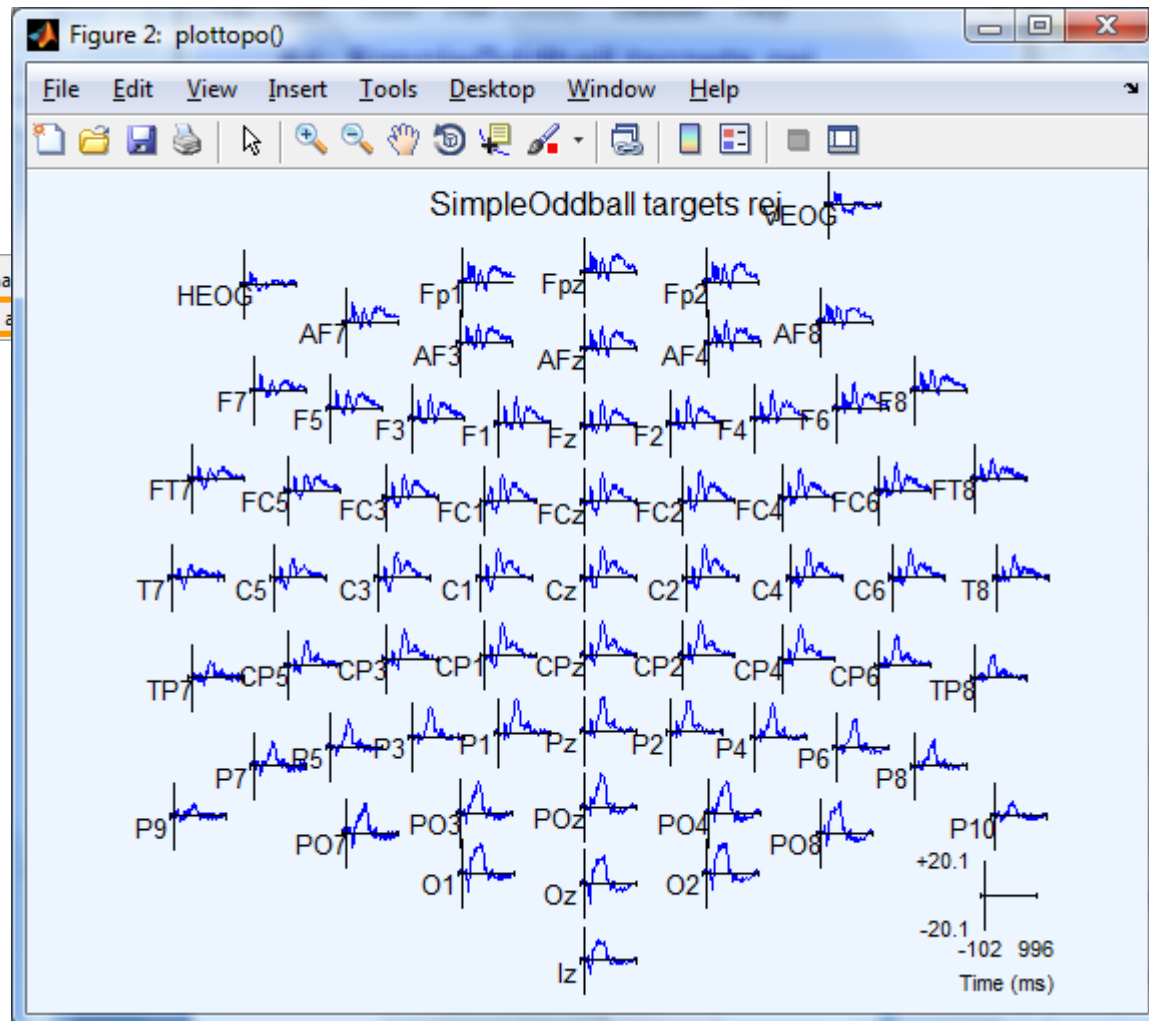 Figure 2: plottopo()
File Edit View Insert Tools Desktop Window Help
SimpleOddball targets rej
VEOG
HEOG Fp1 Fpz Fp2
AF7 AF3 AFz AF4 AF8
F7 F5 F3 F1 Fz F2 F4 F6 F8
FT7 FC5 FC3 FC1 FCz FC2 FC4 FC6 FT8
T7 C5 C3 C1 Cz C2 C4 C6 T8
TP7 CP5 CP3 CP1 CPz CP2 CP4 CP6 TP8
P7 P5 P3 P1 Pz P2 P4 P6 P8
P9 PO7 PO3 POz PO4 PO8 P10
O1 Oz O2
Iz
+20.1
-20.1
-102 996
Time (ms)